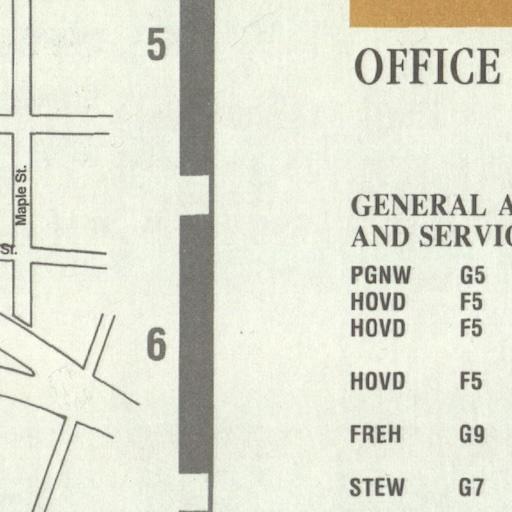 5
OFFICE
Maple St.
St.
GENERAL A
AND SERVIC
PGNW G5
HOVD F5
HOVD F5
6
HOVD F5
FREH G9
STEW G7